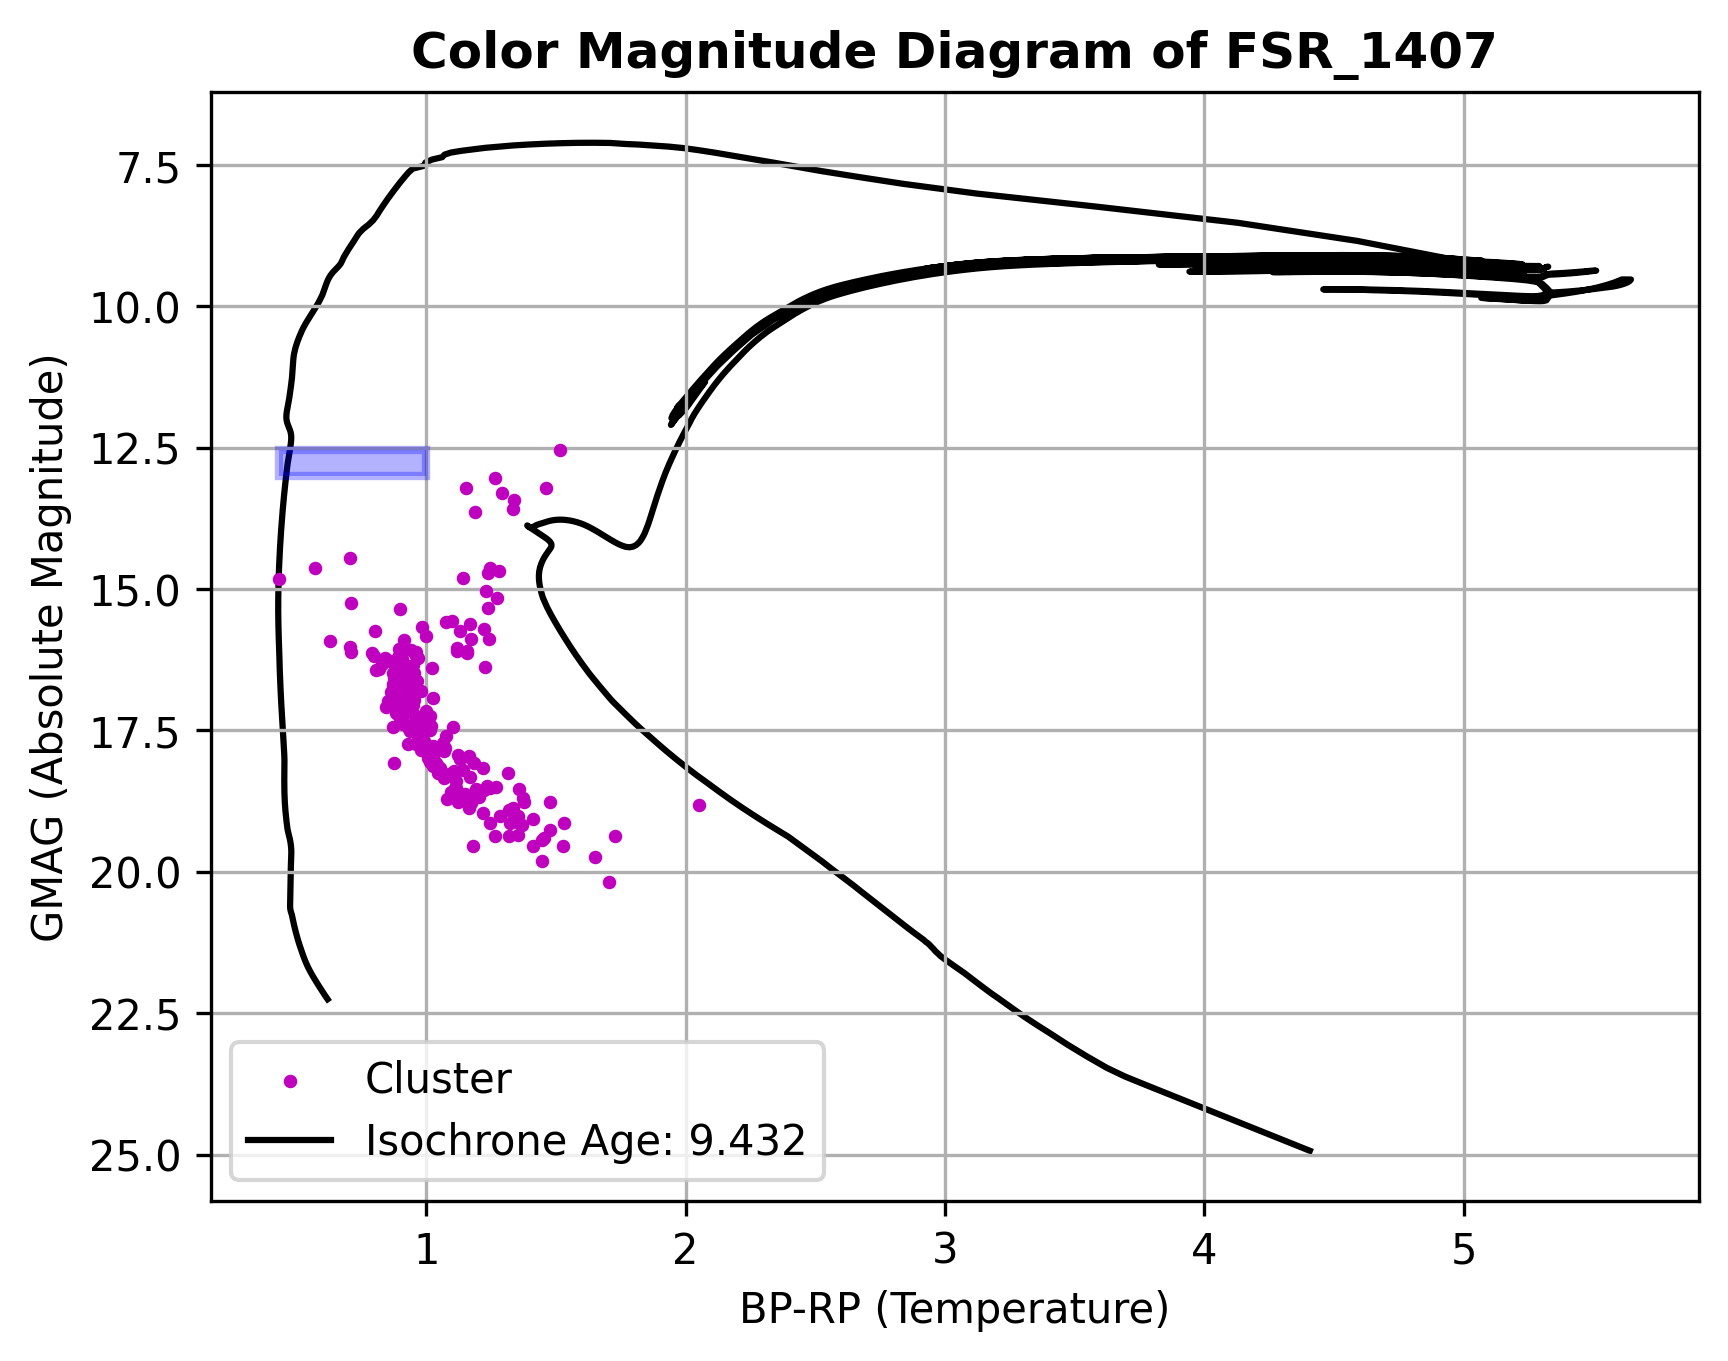 Color Magnitude Diagram of FSR_1407
GMAG (Absolute Magnitude)
7.5
10.0
12.5
15.0
17.5
20.0
22.5
25.0
Cluster
Isochrone Age: 9.432
1
2
3
4
5
BP-RP (Temperature)